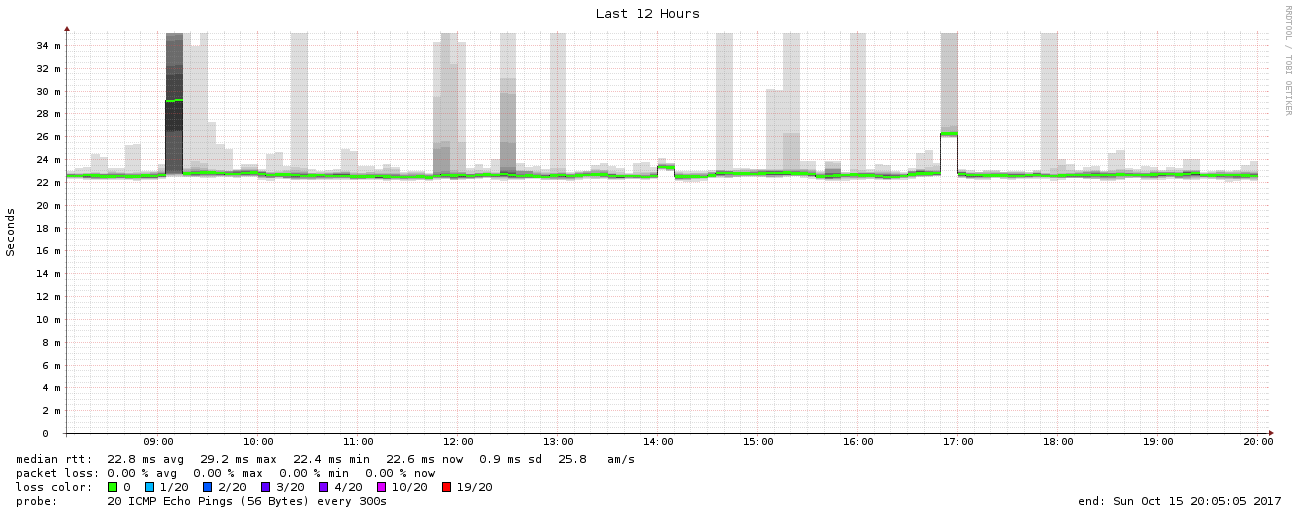 Last 12 Hours
RRDTOOL / TOBI OETIKER
Seconds
34 m
32 m
30 m
28 m
26 m
24 m
22 m
20 m
18 m
16 m
14 m
12 m
10 m
8 m
6 m
4 m
2 m
0
09:00 10:00 11:00 12:00 13:00 14:00 15:00 16:00 17:00 18:00 19:00 20:00
median rtt: 22.8 ms avg 29.2 ms max 22.4 ms min 22.6 ms now 0.9 ms sd 25.8 am/s
packet loss: 0.00 % avg 0.00 % max 0.00 % min 0.00 % now
loss color: 0 1/20 2/20 3/20 4/20 10/20 19/20
probe: 20 ICMP Echo Pings (56 Bytes) every 300s end: Sun Oct 15 20:05:05 2017